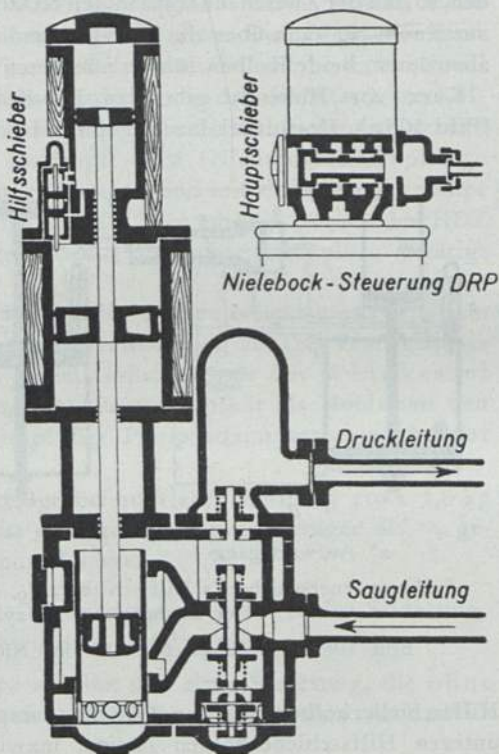 Hilfsschieber
Hauptschieber
Nielebock - Steuerung DRP
Druckleitung
Saugleitung